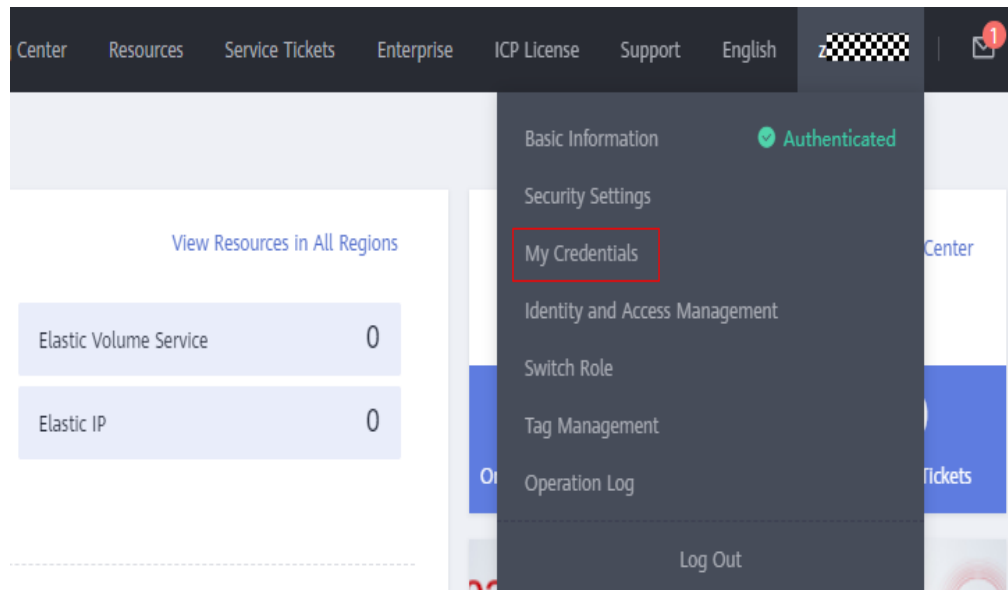 Center Resources Service Tickets Enterprise ICP License Support English z 1
Basic Information Authenticated
Security Settings
View Resources in All Regions
My Credentials
Center
Identity and Access Management
Elastic Volume Service 0
Switch Role
Elastic IP 0
Tag Management
Tickets
Operation Log
Log Out